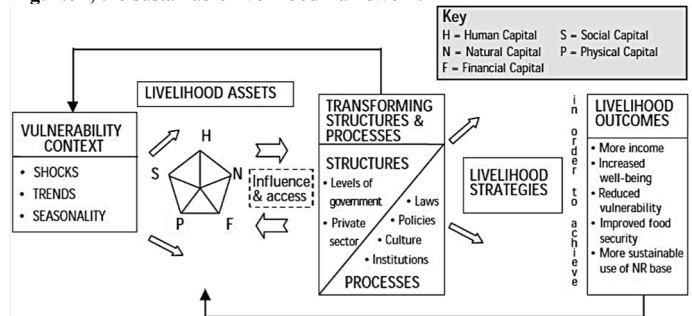 Key
H = Human Capital S = Social Capital
N = Natural Capital P = Physical Capital
F = Financial Capital
LIVELIHOOD ASSETS
VULNERABILITY
CONTEXT
• SHOCKS
• TRENDS
• SEASONALITY
H
S
N
P
F
Influence
& access
TRANSFORMING
STRUCTURES &
PROCESSES
STRUCTURES
• Levels of
government
• Private
sector
• Laws
• Policies
• Culture
• Institutions
PROCESSES
LIVELIHOOD
STRATEGIES
in order to achieve
LIVELIHOOD
OUTCOMES
• More income
• Increased
well-being
• Reduced
vulnerability
• Improved food
security
• More sustainable
use of NR base